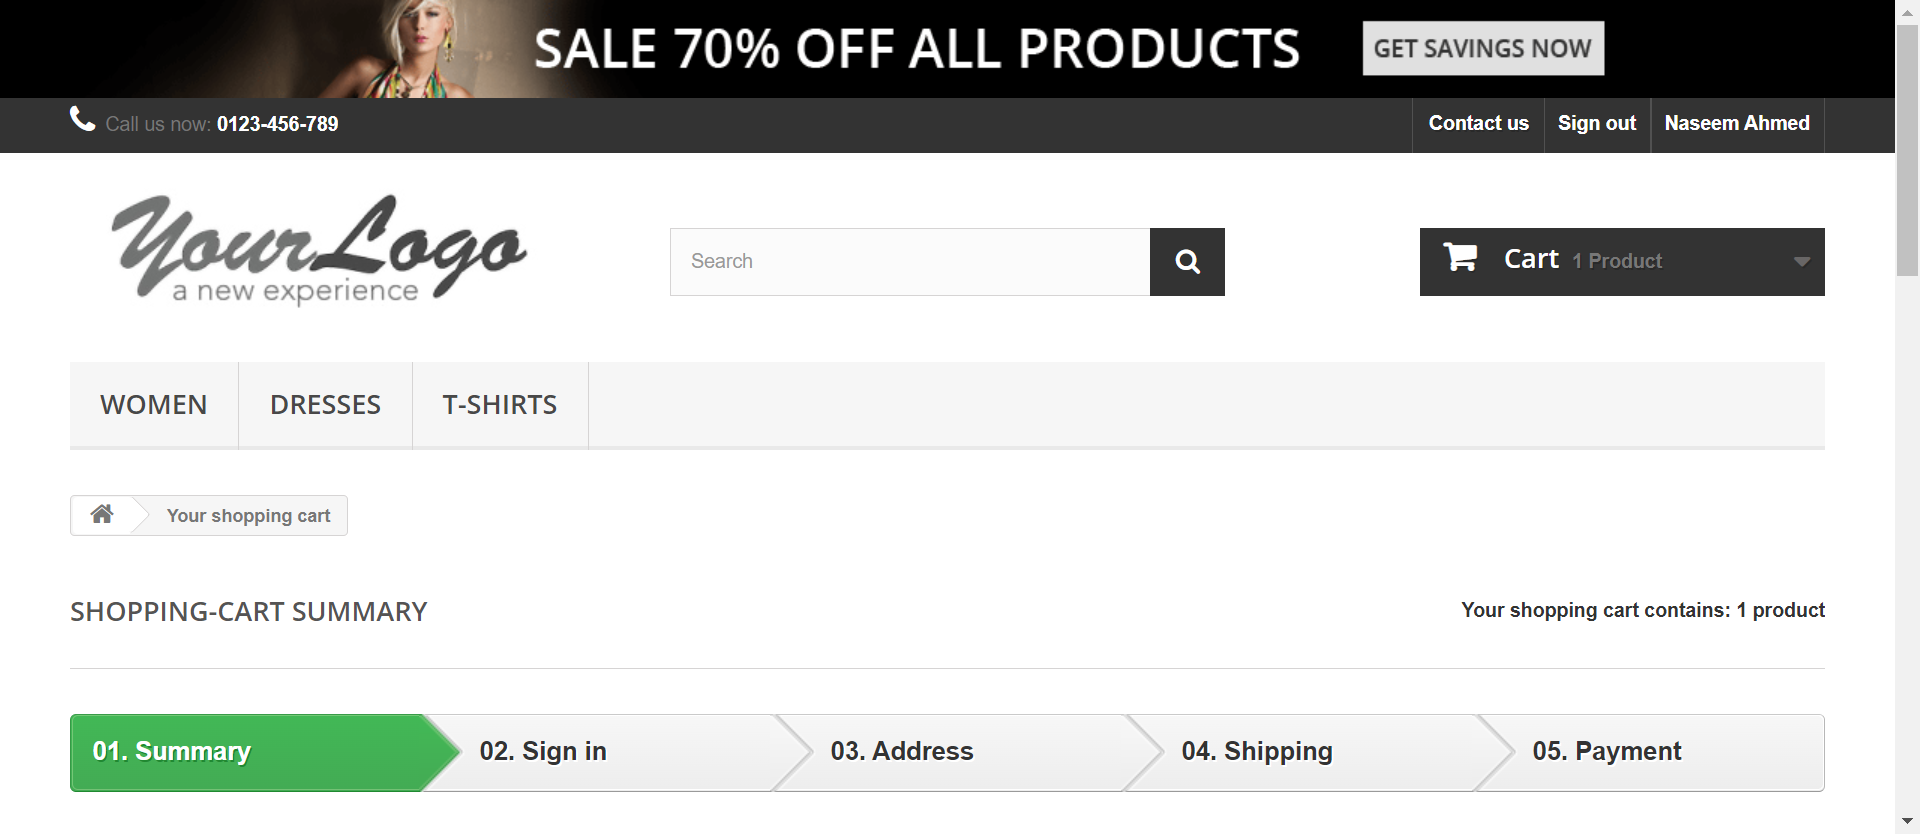 SALE 70% OFF ALL PRODUCTS GET SAVINGS NOW
Call us now: 0123-456-789 Contact us Sign out Naseem Ahmed
Your Logo
a new experience
Search
Cart 1 Product
WOMEN DRESSES T-SHIRTS
Your shopping cart
SHOPPING-CART SUMMARY Your shopping cart contains: 1 product
01. Summary 02. Sign in 03. Address 04. Shipping 05. Payment